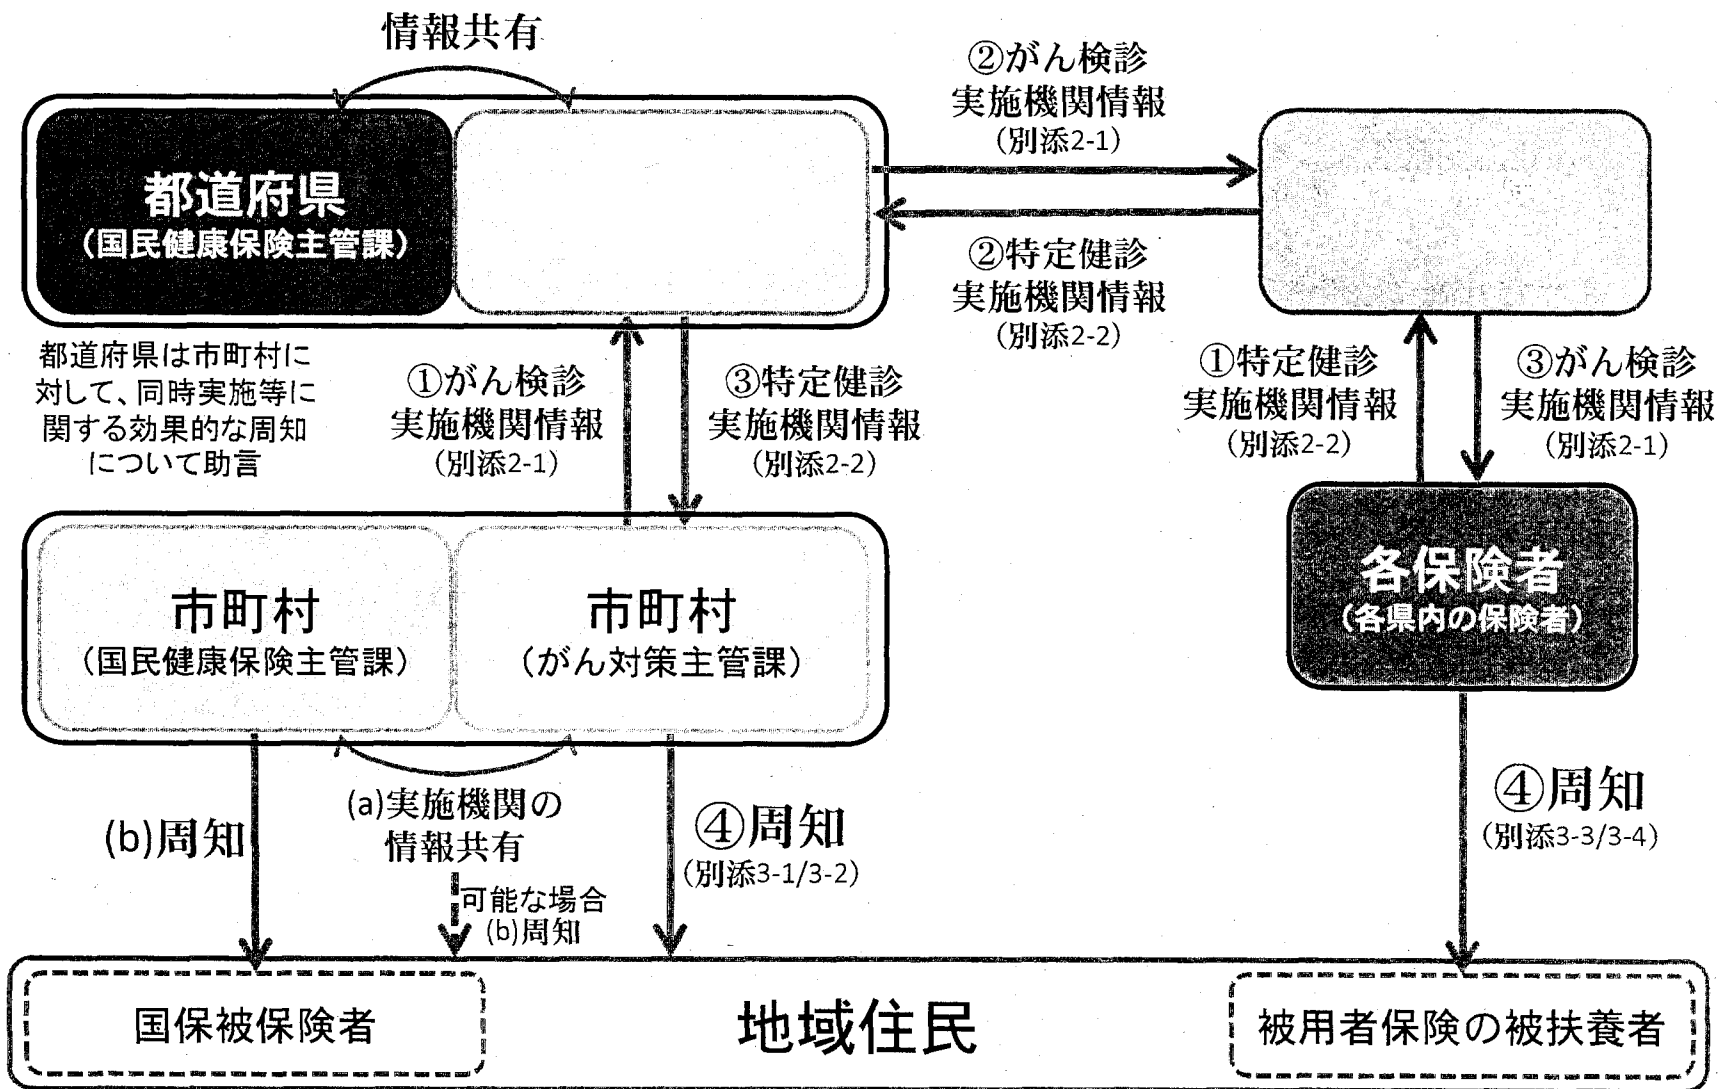 情報共有
都道府県
（国民健康保険主管課）
②がん検診
実施機関情報
（別添2-1）
②特定健診
実施機関情報
（別添2-2）
都道府県は市町村に
対して、同時実施等に
関する効果的な周知
について助言
①がん検診
実施機関情報
（別添2-1）
③特定健診
実施機関情報
（別添2-2）
①特定健診
実施機関情報
（別添2-2）
③がん検診
実施機関情報
（別添2-1）
市町村
（国民健康保険主管課）
市町村
（がん対策主管課）
各保険者
（各県内の保険者）
(b)周知
(a)実施機関の
情報共有
可能な場合
(b)周知
④周知
（別添3-1/3-2）
④周知
（別添3-3/3-4）
国保被保険者
地域住民
被用者保険の被扶養者